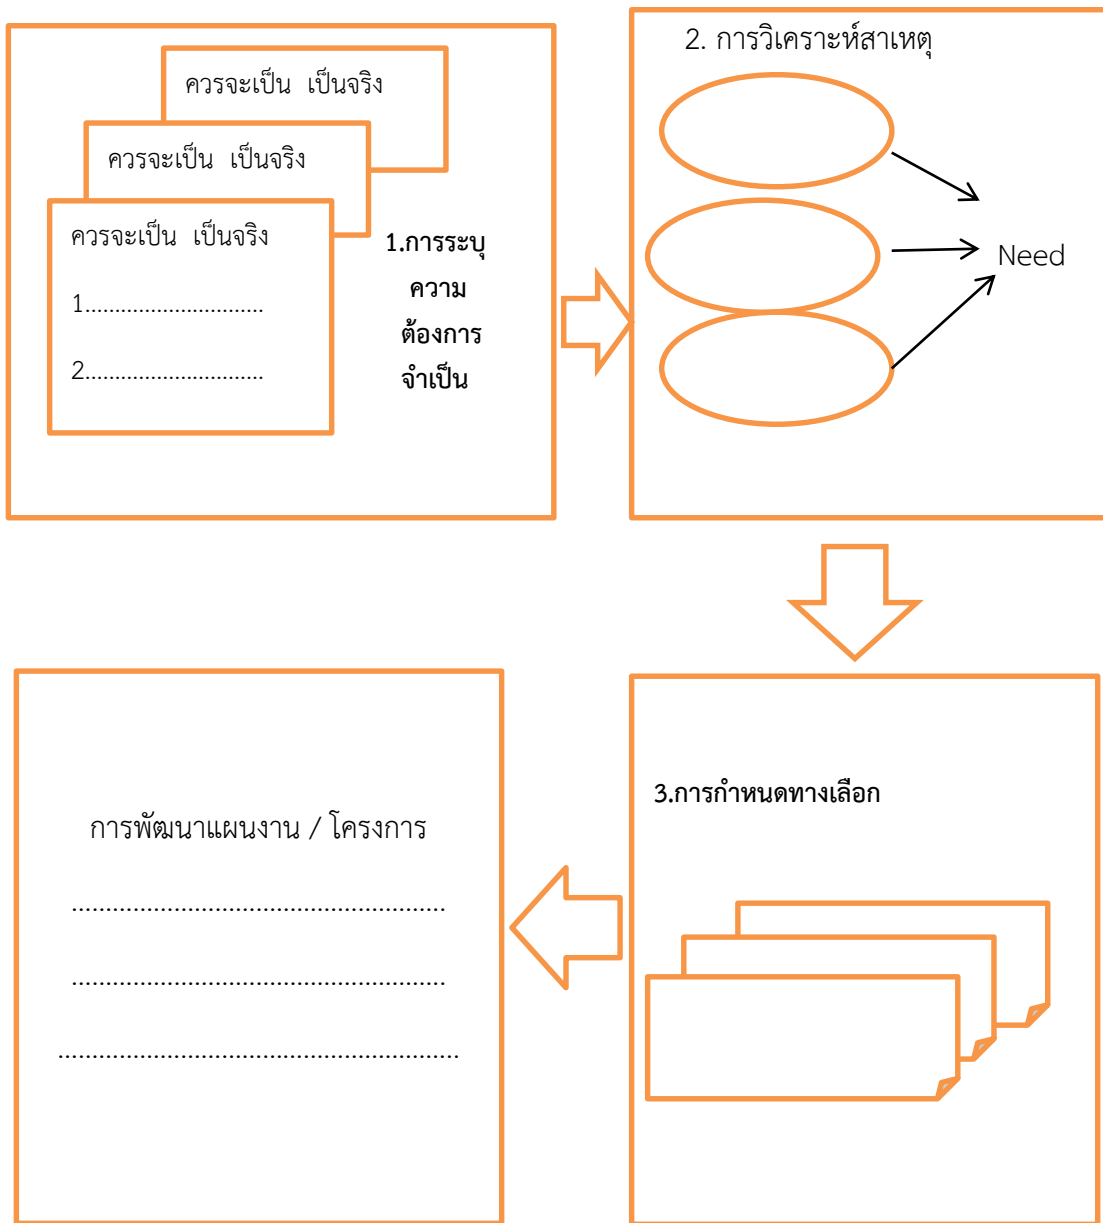 ควรจะเป็น เป็นจริง
ควรจะเป็น เป็นจริง
ควรจะเป็น เป็นจริง
1..............................
2..............................
1.การระบุ
ความ
ต้องการ
จำเป็น
2. การวิเคราะห์สาเหตุ
Need
3.การกำหนดทางเลือก
การพัฒนาแผนงาน / โครงการ
......................................................
......................................................
..........................................................